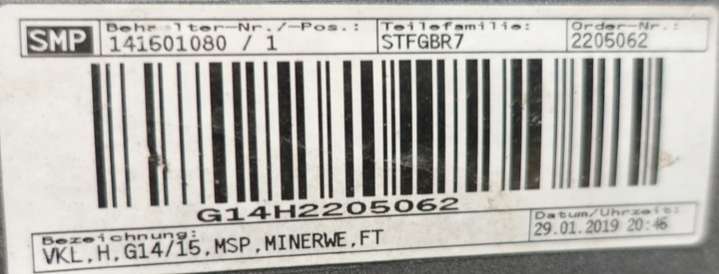 SMP Behälter-Nr./-Pos.: Teilefamilie: Order-Nr.:
141601080 / 1 STFGBR7 2205062
G14H2205062
Bezeichnung: Datum/Uhrzeit:
VKL,H,G14/15,MSP,MINERWE,FT 29.01.2019 20:46